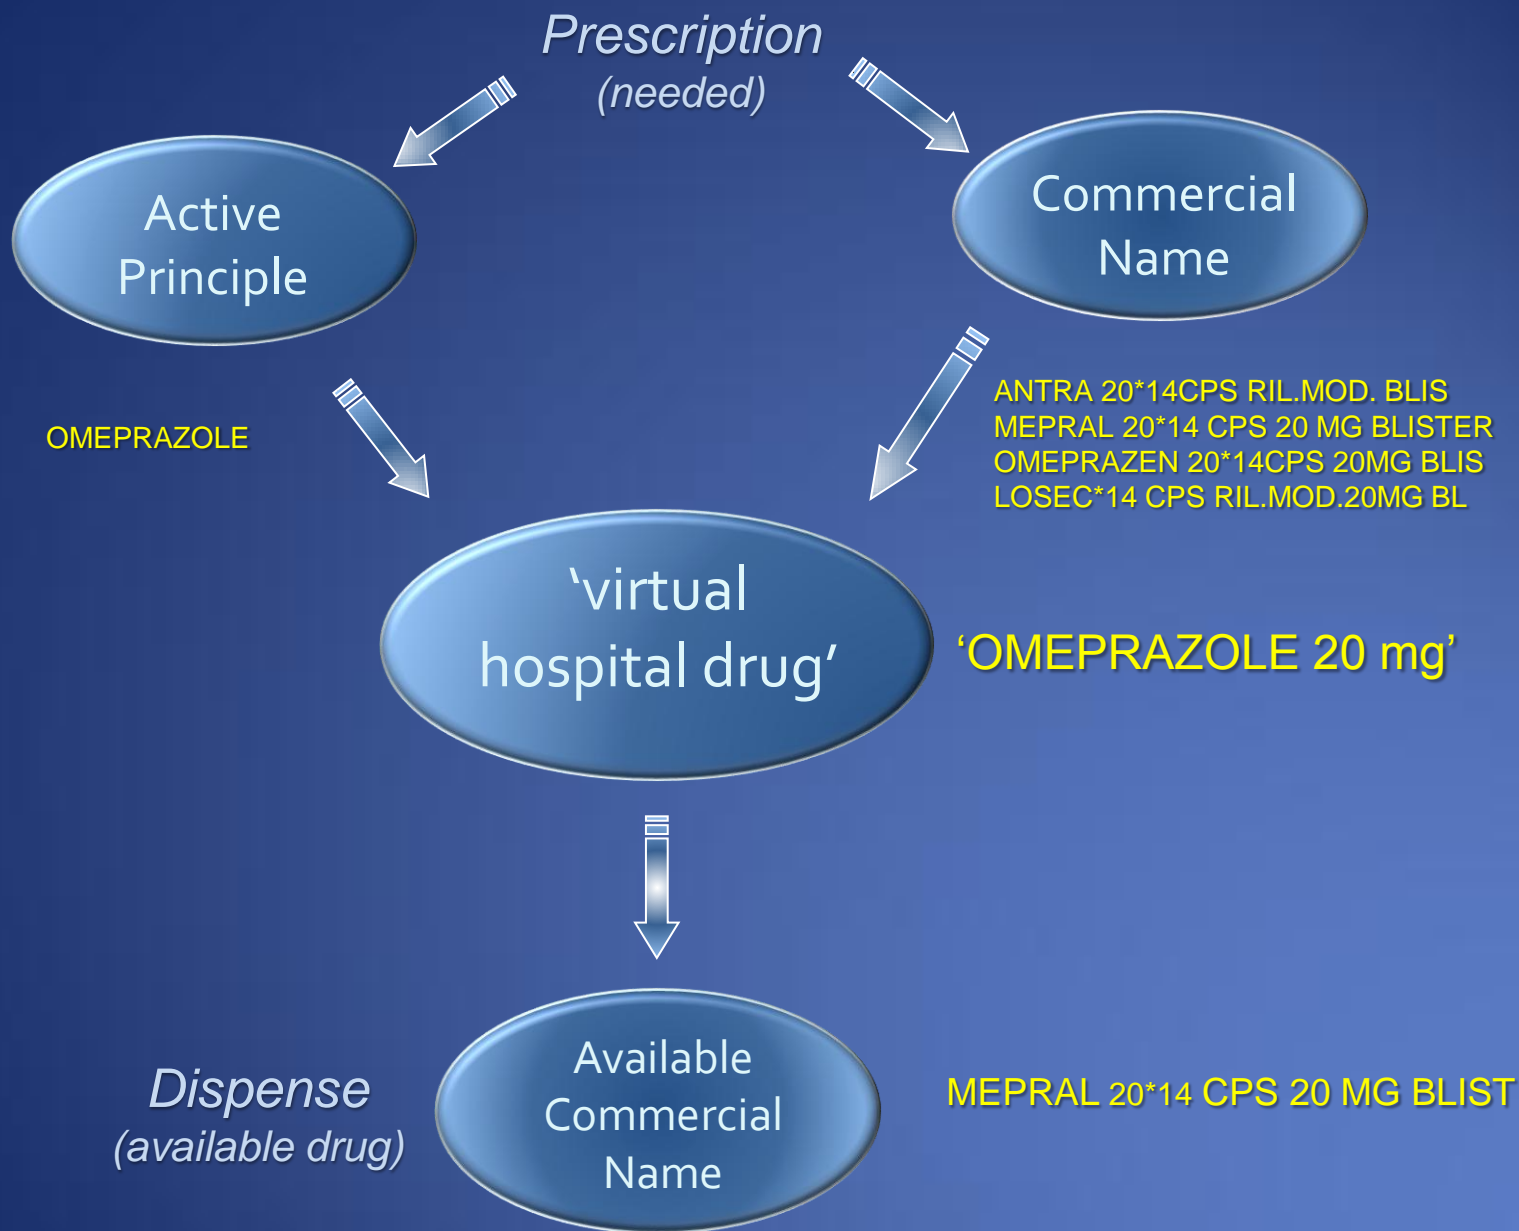 Prescription
(needed)
Active
Principle
Commercial
Name
OMEPRAZOLE
ANTRA 20*14CPS RIL.MOD. BLIS
MEPRAL 20*14 CPS 20 MG BLISTER
OMEPRAZEN 20*14CPS 20MG BLIS
LOSEC*14 CPS RIL.MOD.20MG BL
‘virtual
hospital drug’
‘OMEPRAZOLE 20 mg’
Dispense
(available drug)
Available
Commercial
Name
MEPRAL 20*14 CPS 20 MG BLIST